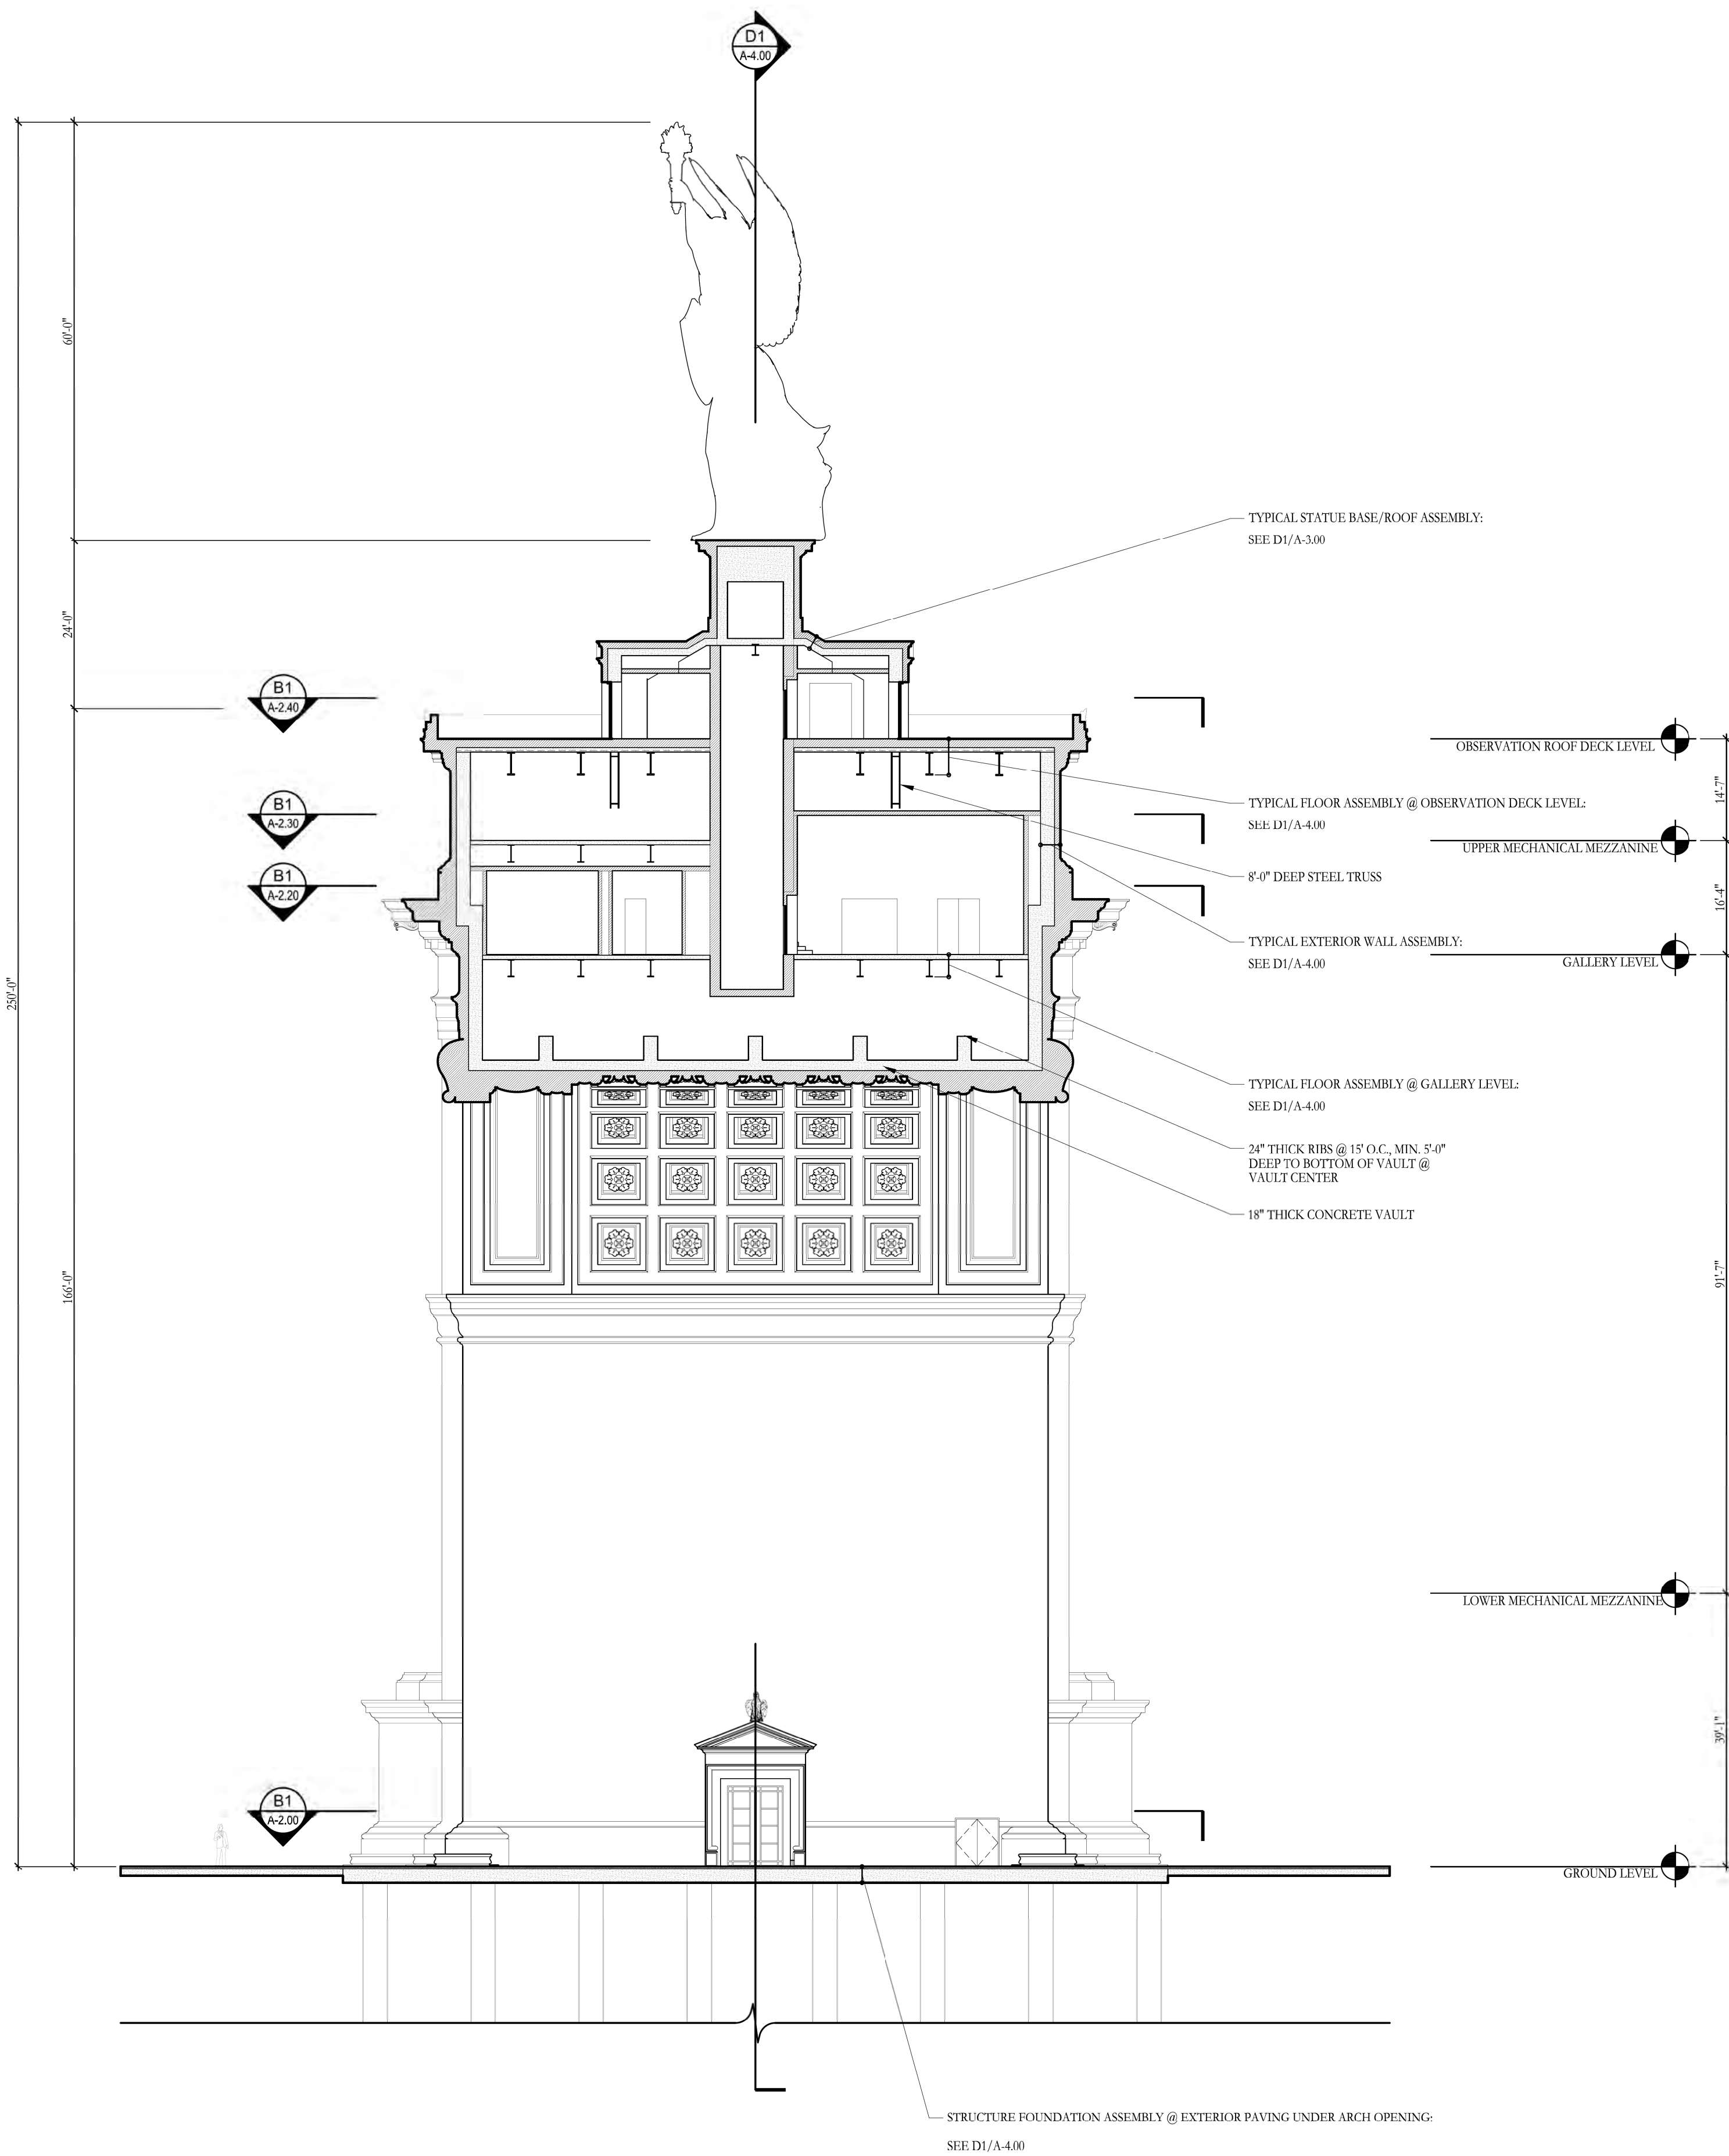 D1
A-4.00
60'-0"
TYPICAL STATUE BASE/ROOF ASSEMBLY:
SEE D1/A-3.00
24'-0"
B1
A-2.40
OBSERVATION ROOF DECK LEVEL
14'-7"
B1
A-2.30
TYPICAL FLOOR ASSEMBLY @ OBSERVATION DECK LEVEL:
SEE D1/A-4.00
UPPER MECHANICAL MEZZANINE
B1
A-2.20
8'-0" DEEP STEEL TRUSS
16'-4"
TYPICAL EXTERIOR WALL ASSEMBLY:
SEE D1/A-4.00
GALLERY LEVEL
250'-0"
TYPICAL FLOOR ASSEMBLY @ GALLERY LEVEL:
SEE D1/A-4.00
24" THICK RIBS @ 15' O.C., MIN. 5'-0"
DEEP TO BOTTOM OF VAULT @
VAULT CENTER
18" THICK CONCRETE VAULT
166'-0"
91'-7"
LOWER MECHANICAL MEZZANINE
39'-1"
B1
A-2.00
GROUND LEVEL
STRUCTURE FOUNDATION ASSEMBLY @ EXTERIOR PAVING UNDER ARCH OPENING:
SEE D1/A-4.00